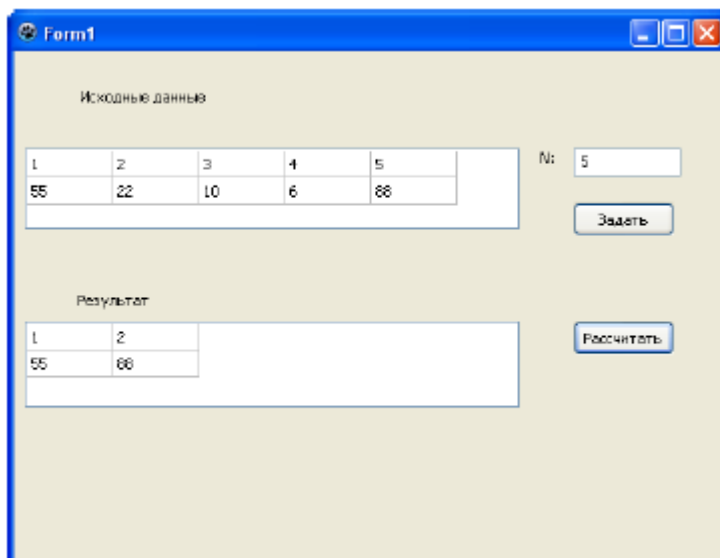 Form1
Исходные данные
1 2 3 4 5
55 22 10 6 88
N: 5
Задать
Результат
1 2
55 88
Рассчитать